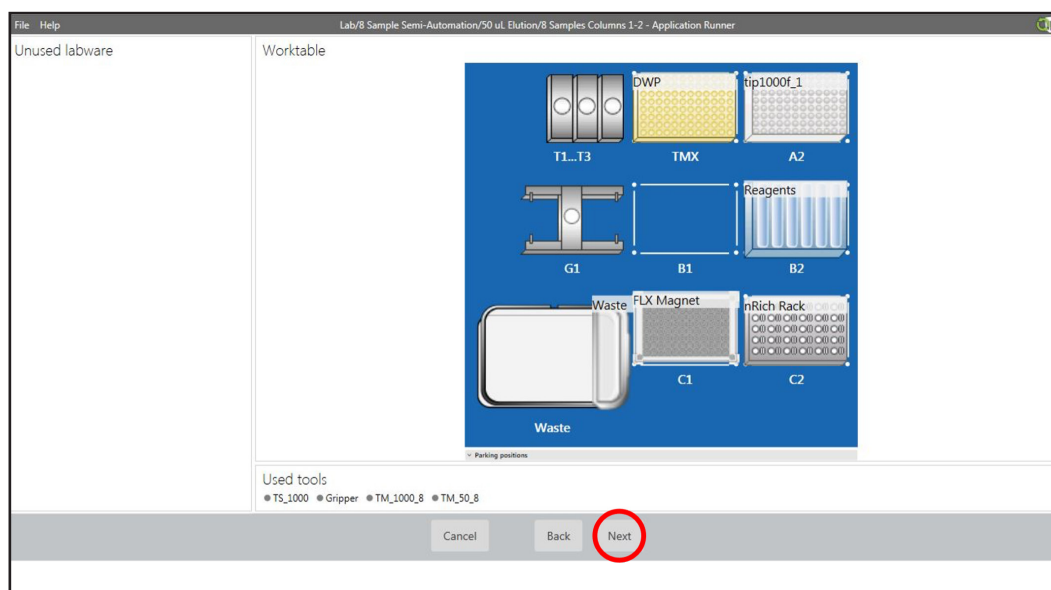 File Help
Lab/8 Sample Semi-Automation/50 uL Elution/8 Samples Columns 1-2 - Application Runner
Unused labware
Worktable
DWP
tip1000f_1
T1...T3
TMX
A2
Reagents
G1
B1
B2
Waste
FLX Magnet
nRich Rack
C1
C2
Waste
Parking positions
Used tools
TS_1000 Gripper TM_1000_8 TM_50_8
Cancel
Back
Next